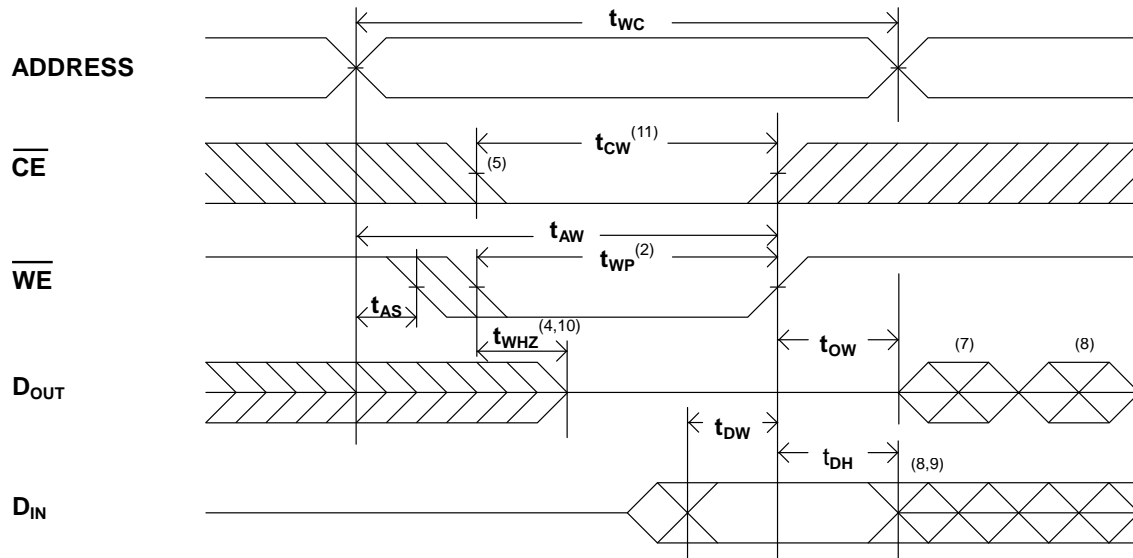 tWC
ADDRESS
CE
(5)
tCW(11)
tAW
WE
tWP(2)
tAS
tWHZ(4,10)
tOW
(7)
(8)
DOUT
tDW
tDH
(8,9)
DIN